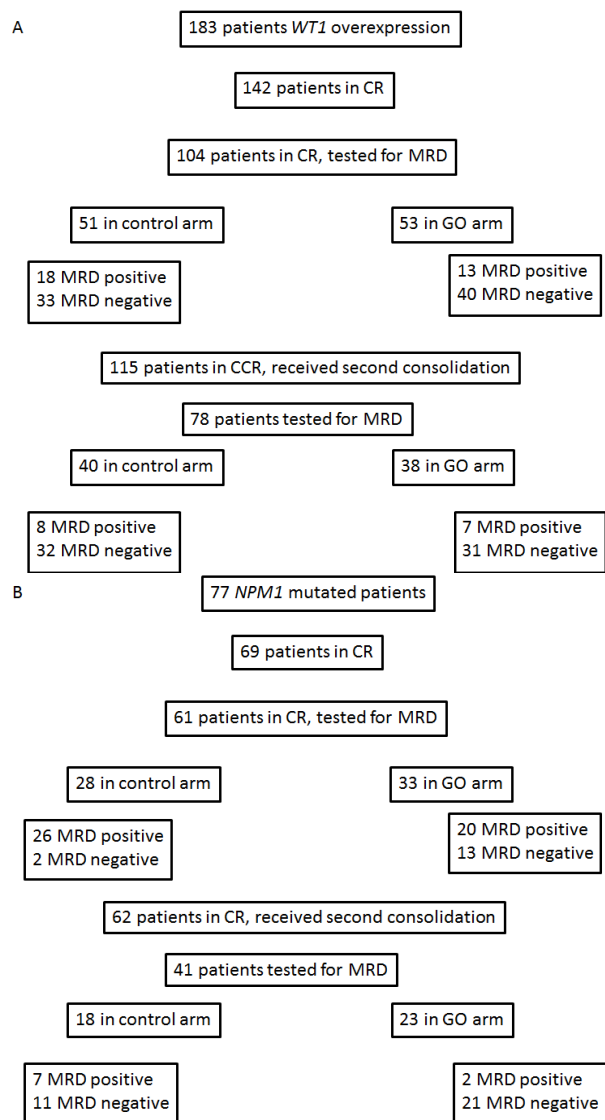 A
183 patients WT1 overexpression
142 patients in CR
104 patients in CR, tested for MRD
51 in control arm
53 in GO arm
18 MRD positive
33 MRD negative
13 MRD positive
40 MRD negative
115 patients in CCR, received second consolidation
78 patients tested for MRD
40 in control arm
38 in GO arm
8 MRD positive
32 MRD negative
7 MRD positive
31 MRD negative
B
77 NPM1 mutated patients
69 patients in CR
61 patients in CR, tested for MRD
28 in control arm
33 in GO arm
26 MRD positive
2 MRD negative
20 MRD positive
13 MRD negative
62 patients in CR, received second consolidation
41 patients tested for MRD
18 in control arm
23 in GO arm
7 MRD positive
11 MRD negative
2 MRD positive
21 MRD negative